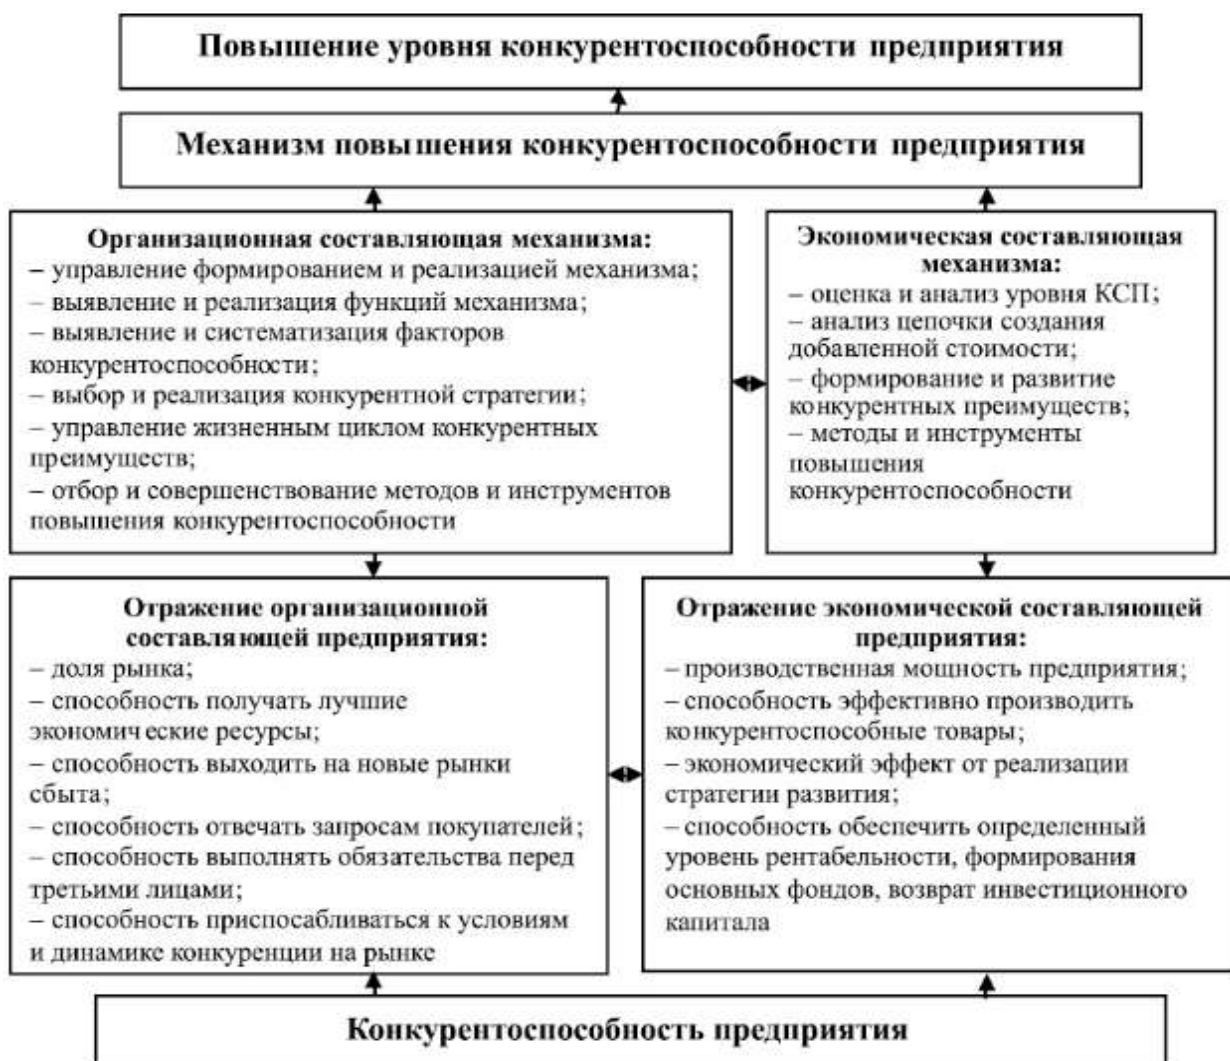 Повышение уровня конкурентоспособности предприятия
Механизм повышения конкурентоспособности предприятия
Организационная составляющая механизма:
– управление формированием и реализацией механизма;
– выявление и реализация функций механизма;
– выявление и систематизация факторов
конкурентоспособности;
– выбор и реализация конкурентной стратегии;
– управление жизненным циклом конкурентных
преимуществ;
– отбор и совершенствование методов и инструментов
повышения конкурентоспособности
Экономическая составляющая
механизма:
– оценка и анализ уровня КСП;
– анализ цепочки создания
добавленной стоимости;
– формирование и развитие
конкурентных преимуществ;
– методы и инструменты
повышения
конкурентоспособности
Отражение организационной
составляющей предприятия:
– доля рынка;
– способность получать лучшие
экономические ресурсы;
– способность выходить на новые рынки
сбыта;
– способность отвечать запросам покупателей;
– способность выполнять обязательства перед
третьими лицами;
– способность приспосабливаться к условиям
и динамике конкуренции на рынке
Отражение экономической составляющей
предприятия:
– производственная мощность предприятия;
– способность эффективно производить
конкурентоспособные товары;
– экономический эффект от реализации
стратегии развития;
– способность обеспечить определенный
уровень рентабельности, формирования
основных фондов, возврат инвестиционного
капитала
Конкурентоспособность предприятия